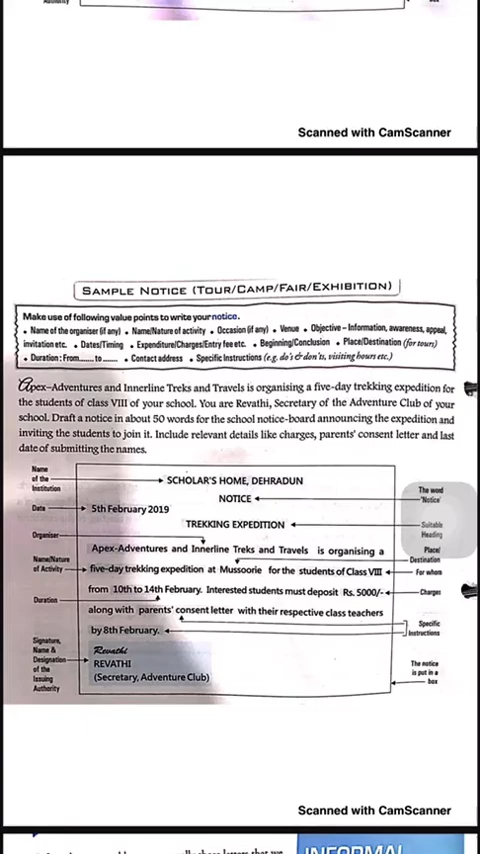 Authority
box
Scanned with CamScanner
SAMPLE NOTICE (TOUR/CAMP/FAIR/EXHIBITION)
Make use of following value points to write your notice.
• Name of the organiser (if any) • Name/Nature of activity • Occasion (if any) • Venue • Objective – Information, awareness, appeal,
invitation etc. • Dates/Timing • Expenditure/Charges/Entry fee etc. • Beginning/Conclusion • Place/Destination (for tours)
• Duration : From........ to ........ • Contact address • Specific Instructions (e.g. do's & don'ts, visiting hours etc.)
Apex–Adventures and Innerline Treks and Travels is organising a five-day trekking expedition for
the students of class VIII of your school. You are Revathi, Secretary of the Adventure Club of your
school. Draft a notice in about 50 words for the school notice-board announcing the expedition and
inviting the students to join it. Include relevant details like charges, parents' consent letter and last
date of submitting the names.
Name
of the
Institution
SCHOLAR'S HOME, DEHRADUN
NOTICE
The word
'Notice'
Date
5th February 2019
TREKKING EXPEDITION
Suitable
Heading
Organiser
Apex-Adventures and Innerline Treks and Travels is organising a
Place/
Destination
Name/Nature
of Activity
five-day trekking expedition at Mussoorie for the students of Class VIII
For whom
from 10th to 14th February. Interested students must deposit Rs. 5000/-
Charges
Duration
along with parents' consent letter with their respective class teachers
by 8th February.
Specific
Instructions
Signature,
Name &
Designation
of the
Issuing
Authority
Revathi
REVATHI
(Secretary, Adventure Club)
The notice
is put in a
box
Scanned with CamScanner
INFORMAL